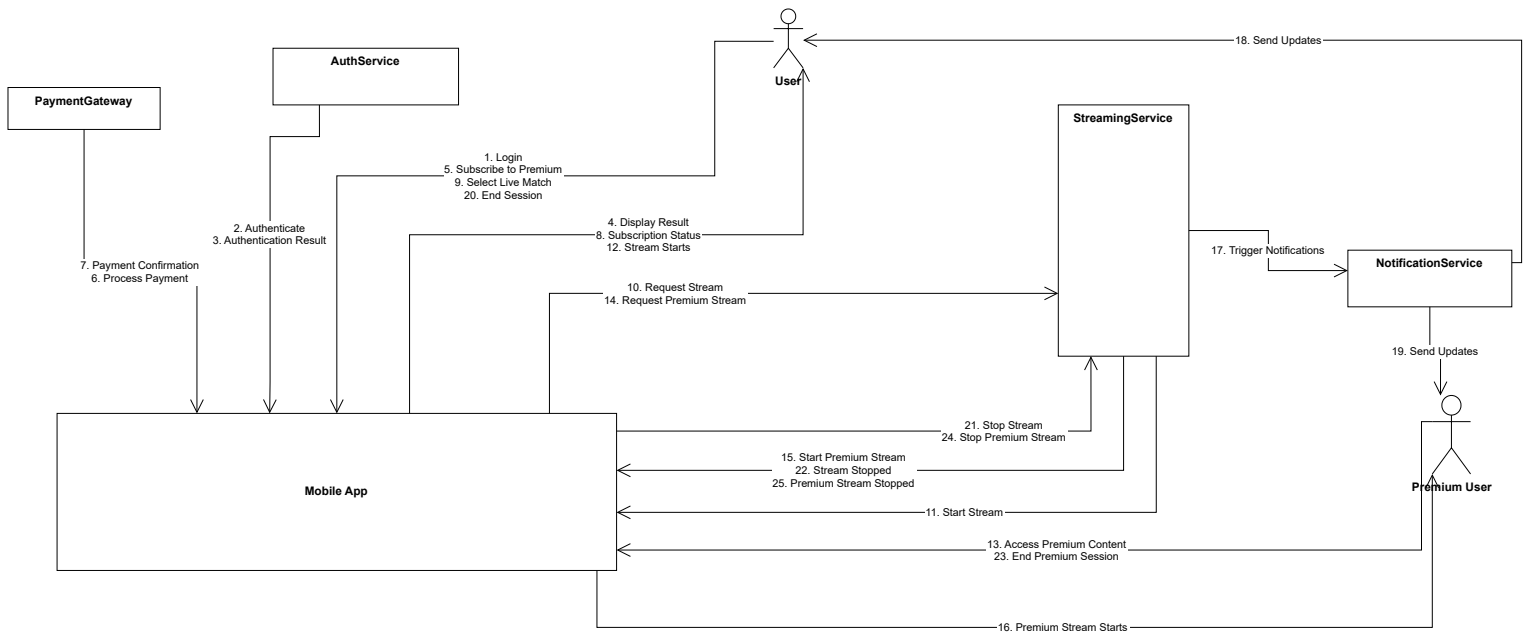 User
18. Send Updates
AuthService
PaymentGateway
StreamingService
1. Login
5. Subscribe to Premium
9. Select Live Match
20. End Session
2. Authenticate
3. Authentication Result
4. Display Result
8. Subscription Status
12. Stream Starts
17. Trigger Notifications
NotificationService
7. Payment Confirmation
6. Process Payment
10. Request Stream
14. Request Premium Stream
19. Send Updates
21. Stop Stream
24. Stop Premium Stream
15. Start Premium Stream
22. Stream Stopped
25. Premium Stream Stopped
Mobile App
Premium User
11. Start Stream
13. Access Premium Content
23. End Premium Session
16. Premium Stream Starts